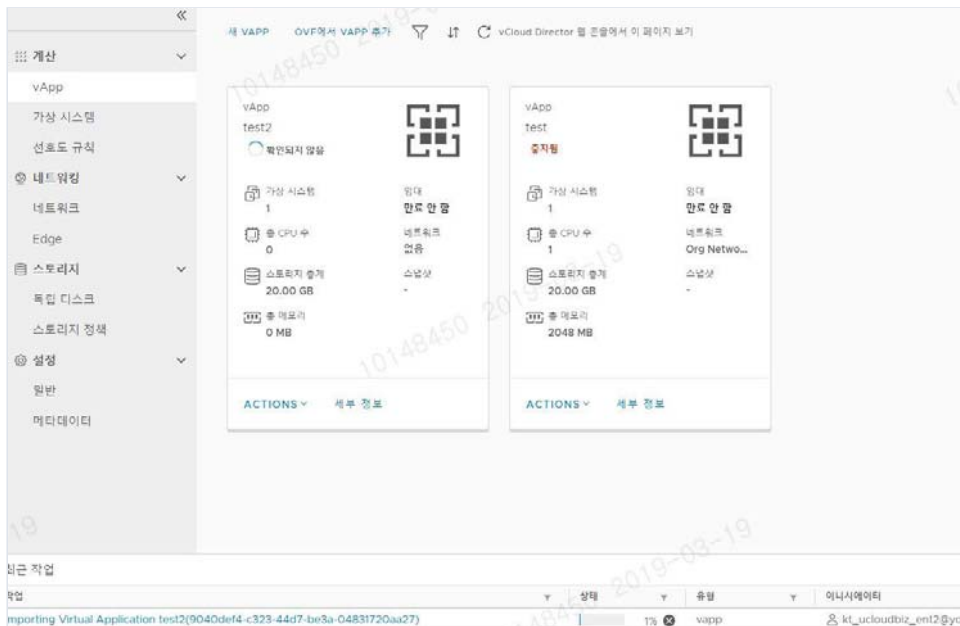 «
계산
vApp
가상 시스템
선호도 규칙
네트워킹
네트워크
Edge
스토리지
독립 디스크
스토리지 정책
설정
일반
메타데이터
새 VAPP OVF에서 VAPP 추가 vCloud Director 웹 콘솔에서 이 페이지 보기
vApp
test2
확인되지 않음
가상 시스템
1
임대
만료 안 함
총 CPU 수
0
네트워크
없음
스토리지 총계
20.00 GB
스냅샷
-
총 메모리
0 MB
ACTIONS 세부 정보
vApp
test
중지됨
가상 시스템
1
임대
만료 안 함
총 CPU 수
1
네트워크
Org Netwo...
스토리지 총계
20.00 GB
스냅샷
-
총 메모리
2048 MB
ACTIONS 세부 정보
최근 작업
작업 상태 유형 이니시에이터
mporting Virtual Application test2(9040def4-c323-44d7-be3a-04831720aa27) 1% vapp kt_ucloudbiz_ent2@yo
10148450 2019-03-19